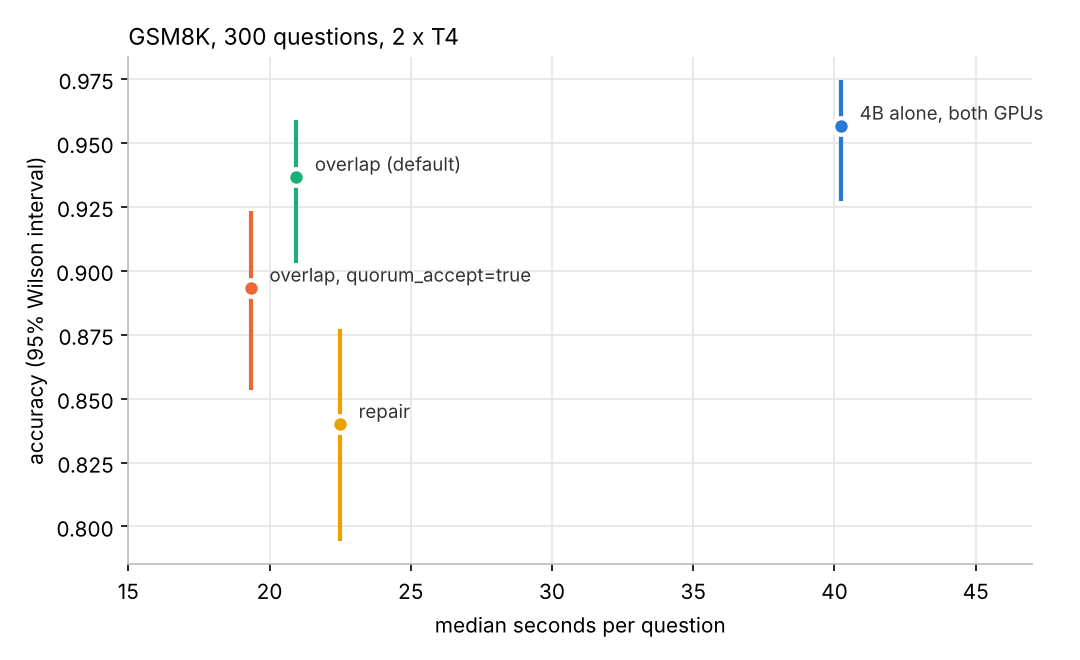 GSM8K, 300 questions, 2 x T4
accuracy (95% Wilson interval)
0.975
0.950
0.925
0.900
0.875
0.850
0.825
0.800
4B alone, both GPUs
overlap (default)
overlap, quorum_accept=true
repair
15 20 25 30 35 40 45
median seconds per question